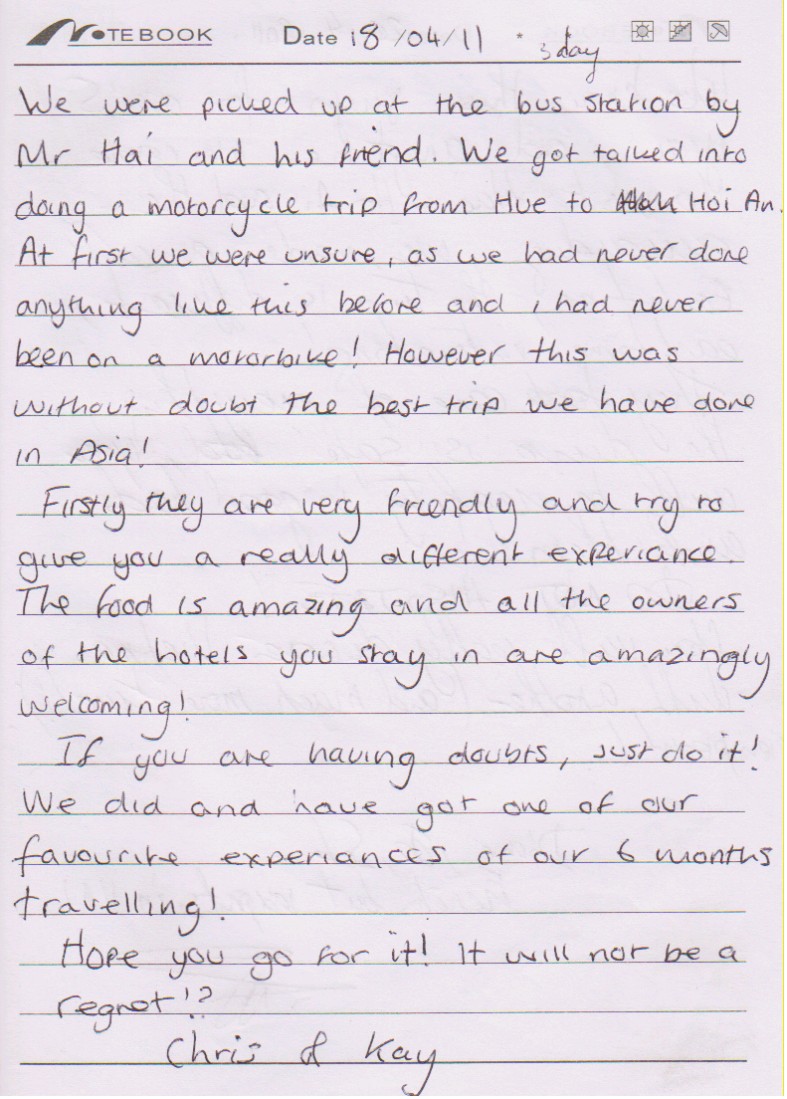 NOTEBOOK Date 18/04/11
3 day
We were picked up at the bus station by
Mr Hai and his friend. We got talked into
doing a motorcycle trip from Hue to Hoi An.
At first we were unsure, as we had never done
anything like this before and i had never
been on a motorbike! However this was
without doubt the best trip we have done
in Asia!
Firstly they are very friendly and try to
give you a really different experiance.
The food is amazing and all the owners
of the hotels you stay in are amazingly
welcoming!
If you are having doubts, just do it!
We did and have got one of our
favourite experiances of our 6 months
travelling!
Hope you go for it! It will not be a
regret!?
Chris & Kay